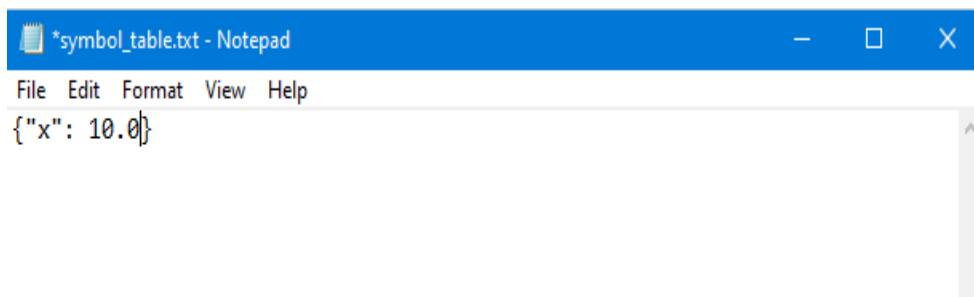 *symbol_table.txt - Notepad
File Edit Format View Help
{"x": 10.0}